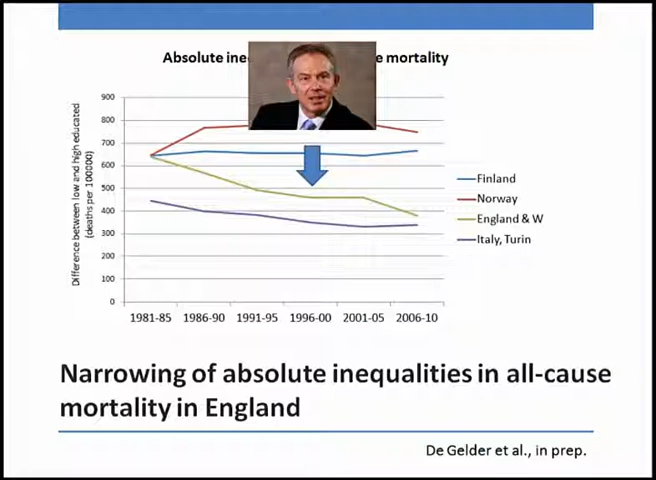 Absolute ine
e mortality
900
800
700
600
500
400
300
200
100
0
Difference between low and high educated
(deaths per 100000)
1981-85 1986-90 1991-95 1996-00 2001-05 2006-10
Finland
Norway
England & W
Italy, Turin
Narrowing of absolute inequalities in all-cause
mortality in England
De Gelder et al., in prep.